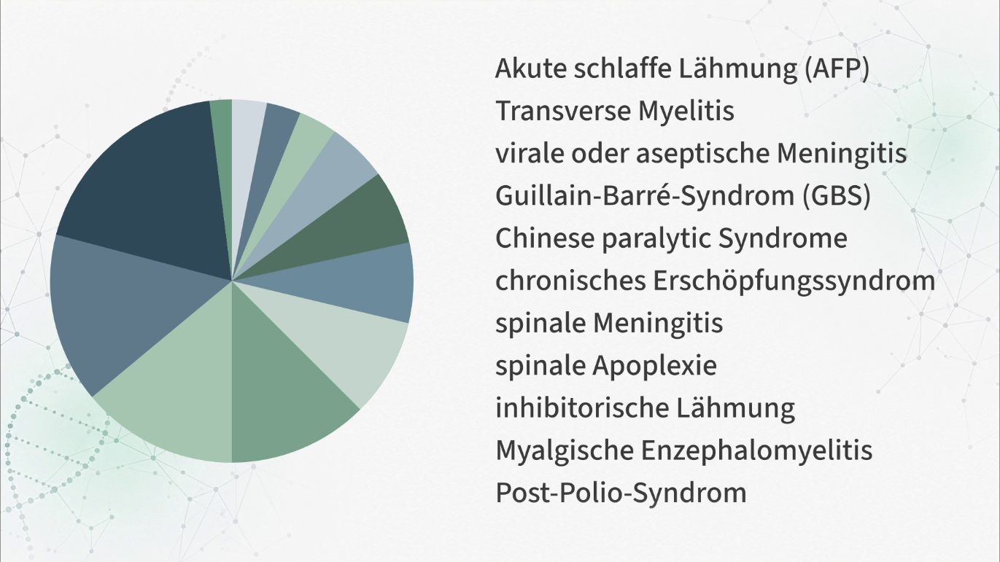 Akute schlaffe Lähmung (AFP)
Transverse Myelitis
virale oder aseptische Meningitis
Guillain-Barré-Syndrom (GBS)
Chinese paralytic Syndrome
chronisches Erschöpfungssyndrom
spinale Meningitis
spinale Apoplexie
inhibitorische Lähmung
Myalgische Enzephalomyelitis
Post-Polio-Syndrom